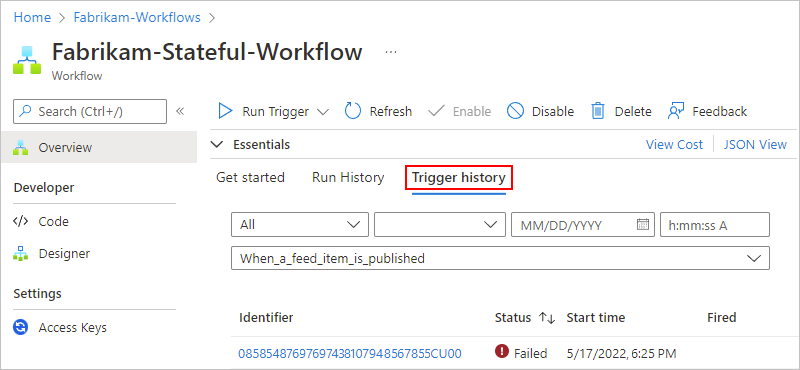 Home > Fabrikam-Workflows >
Fabrikam-Stateful-Workflow ...
Workflow
Search (Ctrl+/) «
Run Trigger Refresh Enable Disable Delete Feedback
Overview
Essentials View Cost JSON View
Get started Run History Trigger history
Developer
Code
Designer
Settings
Access Keys
All MM/DD/YYYY h:mm:ss A
When_a_feed_item_is_published
Identifier Status ↑↓ Start time Fired
08585487697697438107948567855CU00 Failed 5/17/2022, 6:25 PM